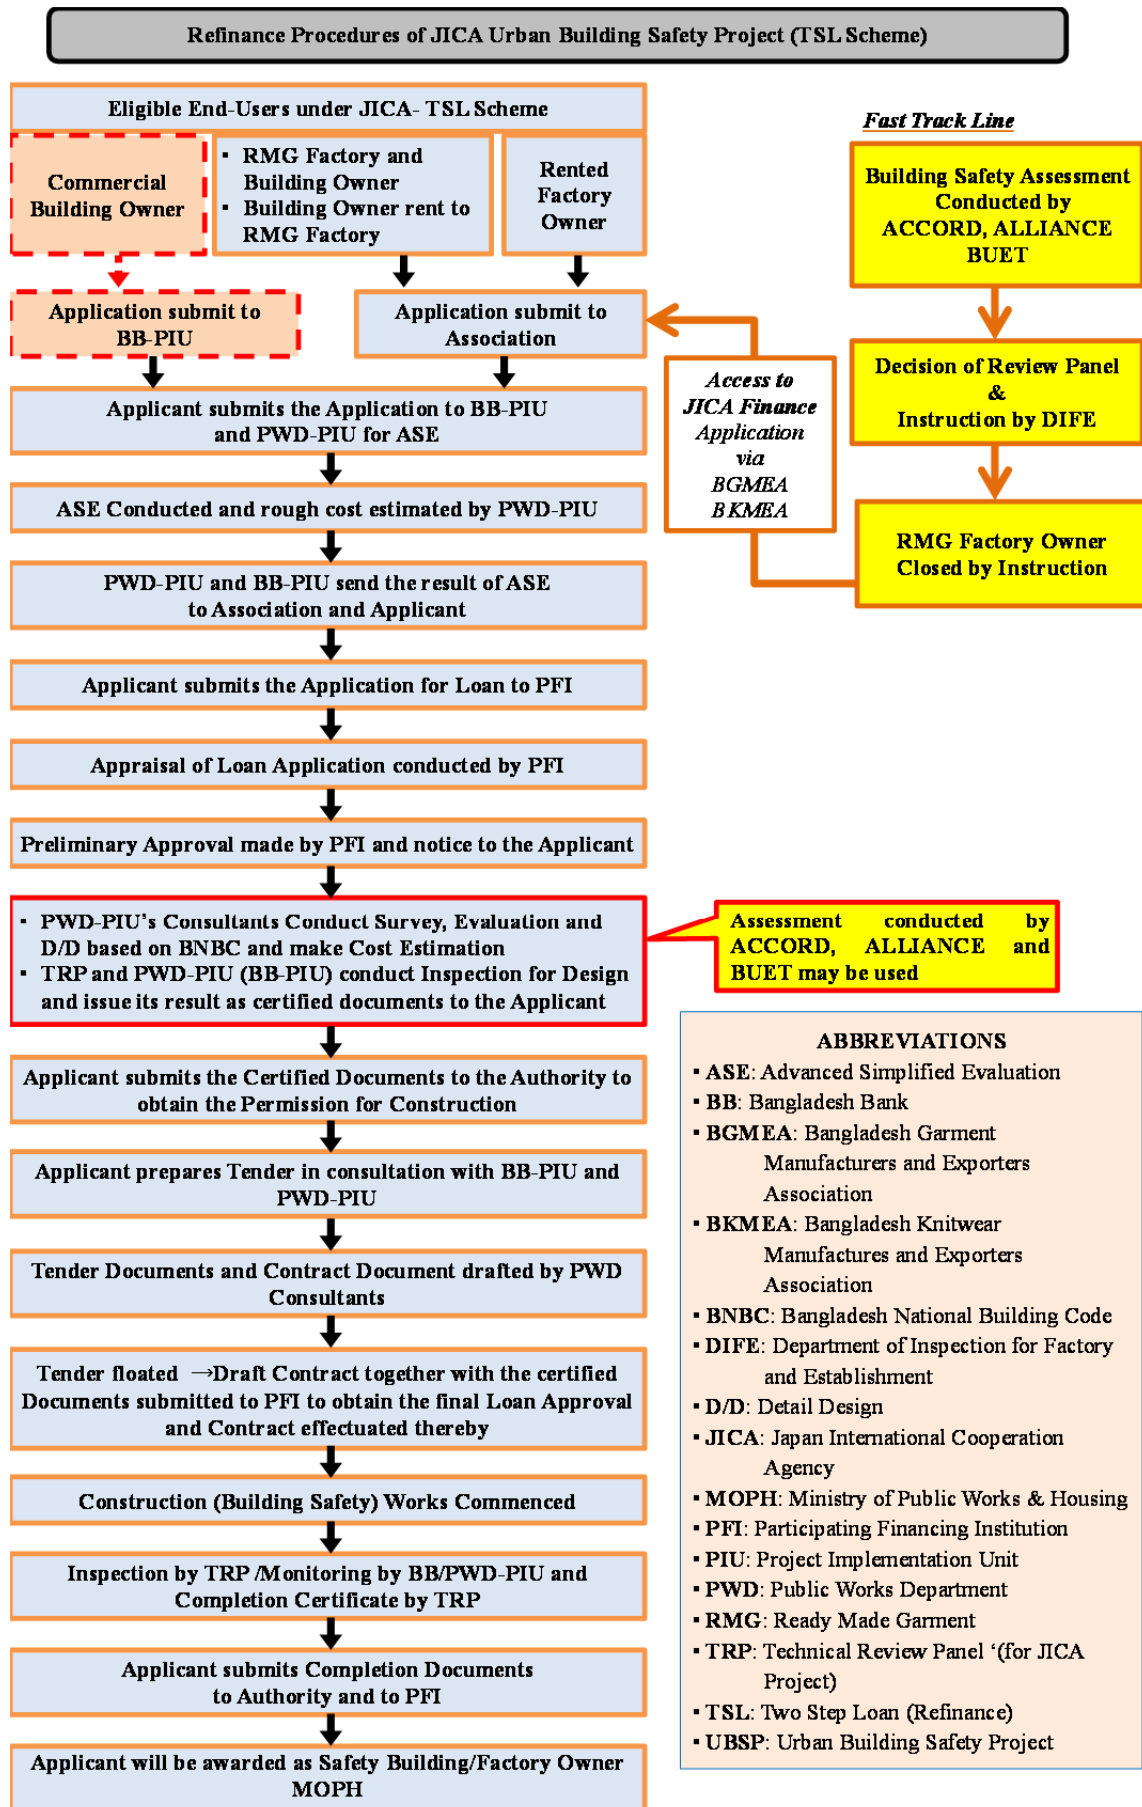 Refinance Procedures of JICA Urban Building Safety Project (TSL Scheme)
Eligible End-Users under JICA- TSL Scheme
Commercial
Building Owner
▪ RMG Factory and
Building Owner
▪ Building Owner rent to
RMG Factory
Rented
Factory
Owner
Application submit to
BB-PIU
Application submit to
Association
Applicant submits the Application to BB-PIU
and PWD-PIU for ASE
ASE Conducted and rough cost estimated by PWD-PIU
PWD-PIU and BB-PIU send the result of ASE
to Association and Applicant
Applicant submits the Application for Loan to PFI
Appraisal of Loan Application conducted by PFI
Preliminary Approval made by PFI and notice to the Applicant
▪ PWD-PIU's Consultants Conduct Survey, Evaluation and
D/D based on BNBC and make Cost Estimation
▪ TRP and PWD-PIU (BB-PIU) conduct Inspection for Design
and issue its result as certified documents to the Applicant
Applicant submits the Certified Documents to the Authority to
obtain the Permission for Construction
Applicant prepares Tender in consultation with BB-PIU and
PWD-PIU
Tender Documents and Contract Document drafted by PWD
Consultants
Tender floated →Draft Contract together with the certified
Documents submitted to PFI to obtain the final Loan Approval
and Contract effectuated thereby
Construction (Building Safety) Works Commenced
Inspection by TRP /Monitoring by BB/PWD-PIU and
Completion Certificate by TRP
Applicant submits Completion Documents
to Authority and to PFI
Applicant will be awarded as Safety Building/Factory Owner
MOPH
Fast Track Line
Building Safety Assessment
Conducted by
ACCORD, ALLIANCE
BUET
Decision of Review Panel
&
Instruction by DIFE
RMG Factory Owner
Closed by Instruction
Access to
JICA Finance
Application
via
BGMEA
BKMEA
Assessment conducted by
ACCORD, ALLIANCE and
BUET may be used
ABBREVIATIONS
▪ ASE: Advanced Simplified Evaluation
▪ BB: Bangladesh Bank
▪ BGMEA: Bangladesh Garment
Manufacturers and Exporters
Association
▪ BKMEA: Bangladesh Knitwear
Manufactures and Exporters
Association
▪ BNBC: Bangladesh National Building Code
▪ DIFE: Department of Inspection for Factory
and Establishment
▪ D/D: Detail Design
▪ JICA: Japan International Cooperation
Agency
▪ MOPH: Ministry of Public Works & Housing
▪ PFI: Participating Financing Institution
▪ PIU: Project Implementation Unit
▪ PWD: Public Works Department
▪ RMG: Ready Made Garment
▪ TRP: Technical Review Panel ‘(for JICA
Project)
▪ TSL: Two Step Loan (Refinance)
▪ UBSP: Urban Building Safety Project